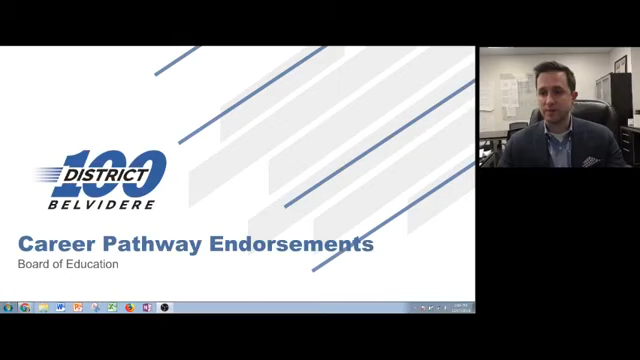 100
DISTRICT
BELVIDERE
Career Pathway Endorsements
Board of Education